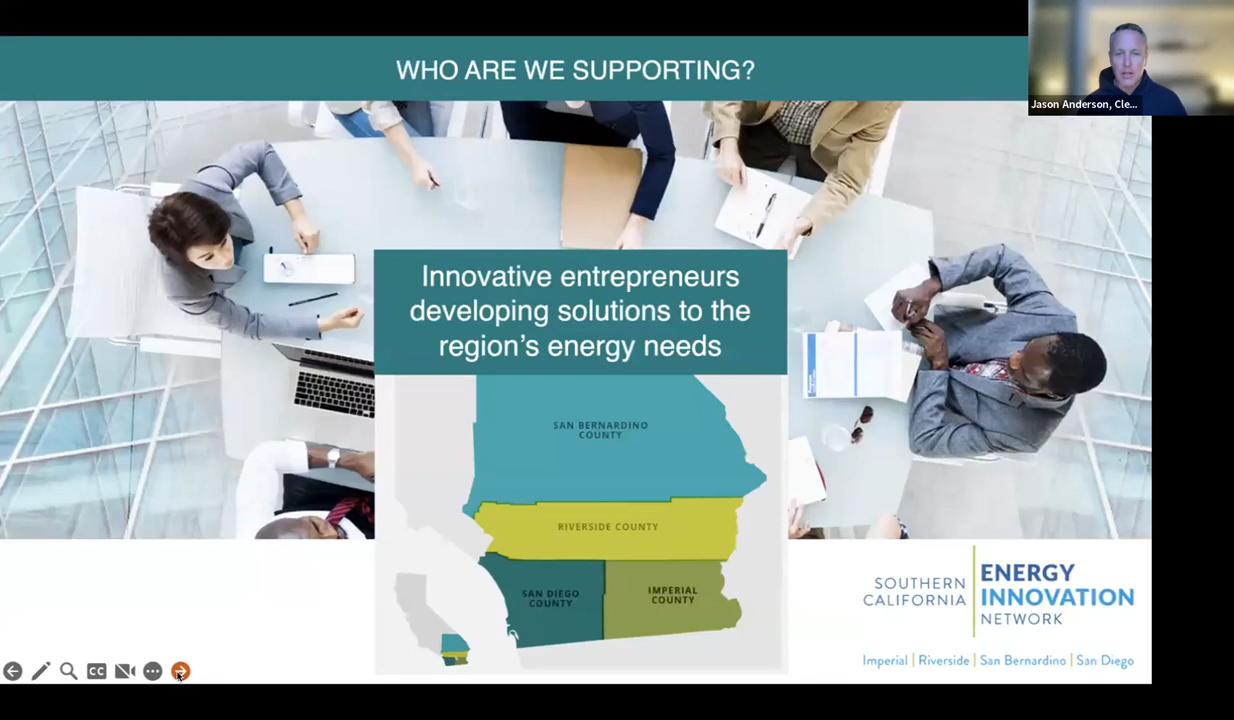 WHO ARE WE SUPPORTING?
Jason Anderson, Cle...
Innovative entrepreneurs
developing solutions to the
region's energy needs
SAN BERNARDINO
COUNTY
RIVERSIDE COUNTY
SAN DIEGO
COUNTY
IMPERIAL
COUNTY
SOUTHERN
CALIFORNIA
ENERGY
INNOVATION
NETWORK
Imperial | Riverside | San Bernardino | San Diego
CC